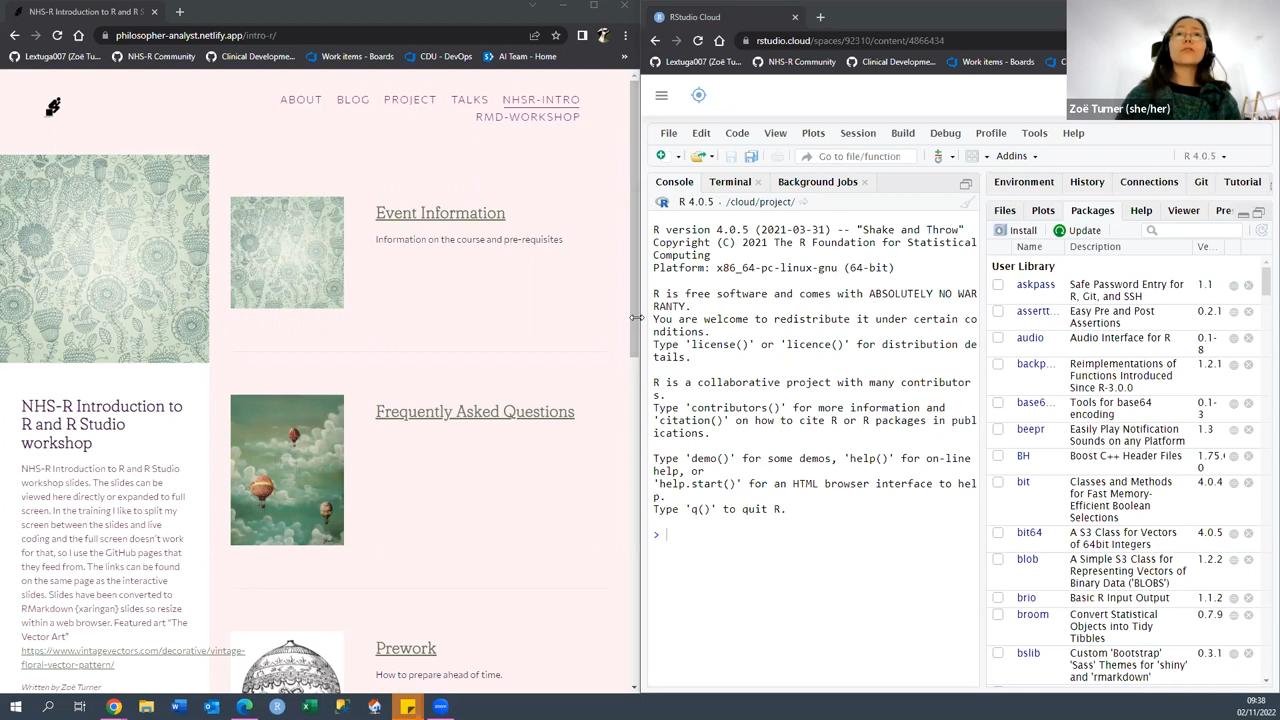 NHS-R Introduction to R and R S
philosopher-analyst.netlify.app/intro-r/
Lextuga007 (Zoë Tu...
NHS-R Community
Clinical Developme...
Work items - Boards
CDU - DevOps
AI Team - Home
ABOUT BLOG PROJECT TALKS NHSR-INTRO
RMD-WORKSHOP
Event Information
Information on the course and pre-requisites
Frequently Asked Questions
Prework
How to prepare ahead of time.
NHS-R Introduction to
R and R Studio
workshop
NHS-R Introduction to R and R Studio
workshop slides. The slides can be
viewed here directly or expanded to full
screen. In the training I like to split my
screen between the slides and live
coding and the full screen doesn't work
for that, so I use the GitHub pages that
they feed from. The links can be found
on the same page as the interactive
slides. Slides have been converted to
RMarkdown {xaringan} slides so resize
within a web browser. Featured art "The
Vector Art"
https://www.vintagevectors.com/decorative/vintage-
floral-vector-pattern/
Written by Zoë Turner
RStudio Cloud
rstudio.cloud/spaces/92310/content/4866434
Lextuga007 (Zoë Turn...
NHS-R Community
Clinical Developme...
Work items - Boards
Zoë Turner (she/her)
File Edit Code View Plots Session Build Debug Profile Tools Help
Go to file/function
Addins
R 4.0.5
Console Terminal Background Jobs
R 4.0.5 · /cloud/project/
R version 4.0.5 (2021-03-31) -- "Shake and Throw"
Copyright (C) 2021 The R Foundation for Statistical
Computing
Platform: x86_64-pc-linux-gnu (64-bit)
R is free software and comes with ABSOLUTELY NO WAR
RANTY.
You are welcome to redistribute it under certain co
nditions.
Type 'license()' or 'licence()' for distribution de
tails.
R is a collaborative project with many contributor
s.
Type 'contributors()' for more information and
'citation()' on how to cite R or R packages in publ
ications.
Type 'demo()' for some demos, 'help()' for on-line
help, or
'help.start()' for an HTML browser interface to hel
p.
Type 'q()' to quit R.
>
Environment History Connections Git Tutorial
Files Plots Packages Help Viewer Pre:
Install Update
Name Description Ve...
User Library
askpass Safe Password Entry for 1.1
R, Git, and SSH
assertt... Easy Pre and Post 0.2.1
Assertions
audio Audio Interface for R 0.1-
8
backp... Reimplementations of 1.2.1
Functions Introduced
Since R-3.0.0
base6... Tools for base64 0.1-
encoding 3
beepr Easily Play Notification 1.3
Sounds on any Platform
BH Boost C++ Header Files 1.75.
0
bit Classes and Methods 4.0.4
for Fast Memory-
Efficient Boolean
Selections
bit64 A S3 Class for Vectors 4.0.5
of 64bit Integers
blob A Simple S3 Class for 1.2.2
Representing Vectors
of Binary Data ('BLOBS')
brio Basic R Input Output 1.1.2
broom Convert Statistical 0.7.9
Objects into Tidy
Tibbles
bslib Custom 'Bootstrap' 0.3.1
'Sass' Themes for 'shiny'
and 'rmarkdown'
09:38
02/11/2022